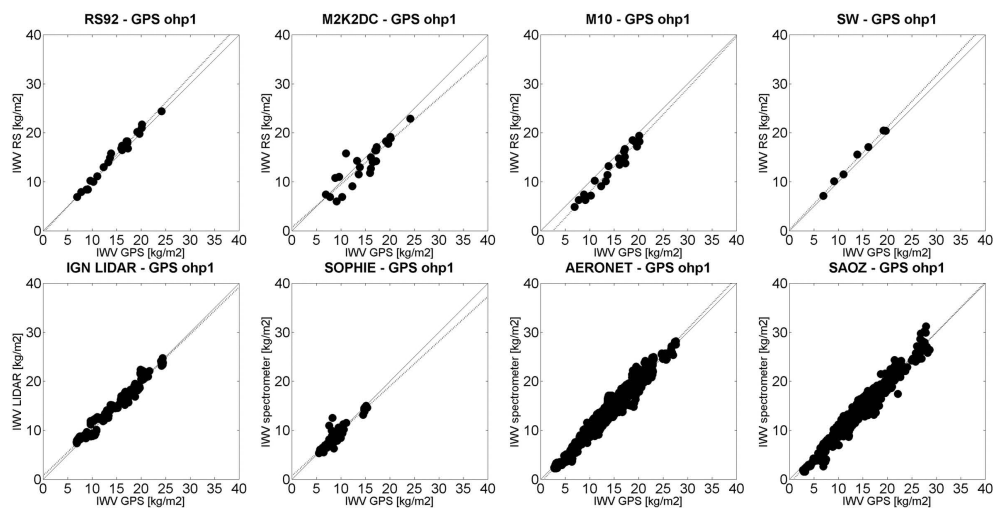 RS92 - GPS ohp1
M2K2DC - GPS ohp1
M10 - GPS ohp1
SW - GPS ohp1
IWV RS [kg/m2]
40
30
20
10
0
0 5 10 15 20 25 30 35 40
IWV GPS [kg/m2]
IWV RS [kg/m2]
40
30
20
10
0
0 5 10 15 20 25 30 35 40
IWV GPS [kg/m2]
IWV RS [kg/m2]
40
30
20
10
0
0 5 10 15 20 25 30 35 40
IWV GPS [kg/m2]
IWV RS [kg/m2]
40
30
20
10
0
0 5 10 15 20 25 30 35 40
IWV GPS [kg/m2]
IGN LIDAR - GPS ohp1
SOPHIE - GPS ohp1
AERONET - GPS ohp1
SAOZ - GPS ohp1
IWV LIDAR [kg/m2]
40
30
20
10
0
0 5 10 15 20 25 30 35 40
IWV GPS [kg/m2]
IWV spectrometer [kg/m2]
40
30
20
10
0
0 5 10 15 20 25 30 35 40
IWV GPS [kg/m2]
IWV spectrometer [kg/m2]
40
30
20
10
0
0 5 10 15 20 25 30 35 40
IWV GPS [kg/m2]
IWV spectrometer [kg/m2]
40
30
20
10
0
0 5 10 15 20 25 30 35 40
IWV GPS [kg/m2]